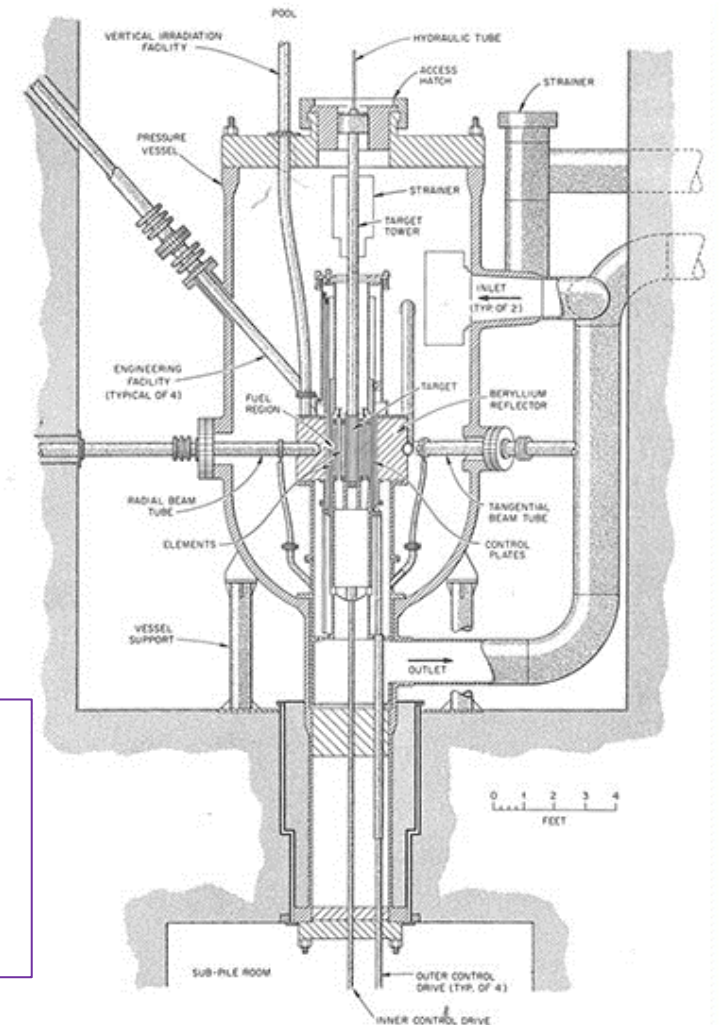 POOL
VERTICAL IRRADIATION
FACILITY
HYDRAULIC TUBE
ACCESS
HATCH
STRAINER
PRESSURE
VESSEL
STRAINER
TARGET
TOWER
INLET
(TYP. OF 2)
ENGINEERING
FACILITY
(TYPICAL OF 4)
FUEL
REGION
TARGET
BERYLLIUM
REFLECTOR
RADIAL BEAM
TUBE
TANGENTIAL
BEAM TUBE
ELEMENTS
CONTROL
PLATES
VESSEL
SUPPORT
OUTLET
0 1 2 3 4
FEET
SUB-PILE ROOM
OUTER CONTROL
DRIVE (TYP. OF 4)
INNER CONTROL DRIVE